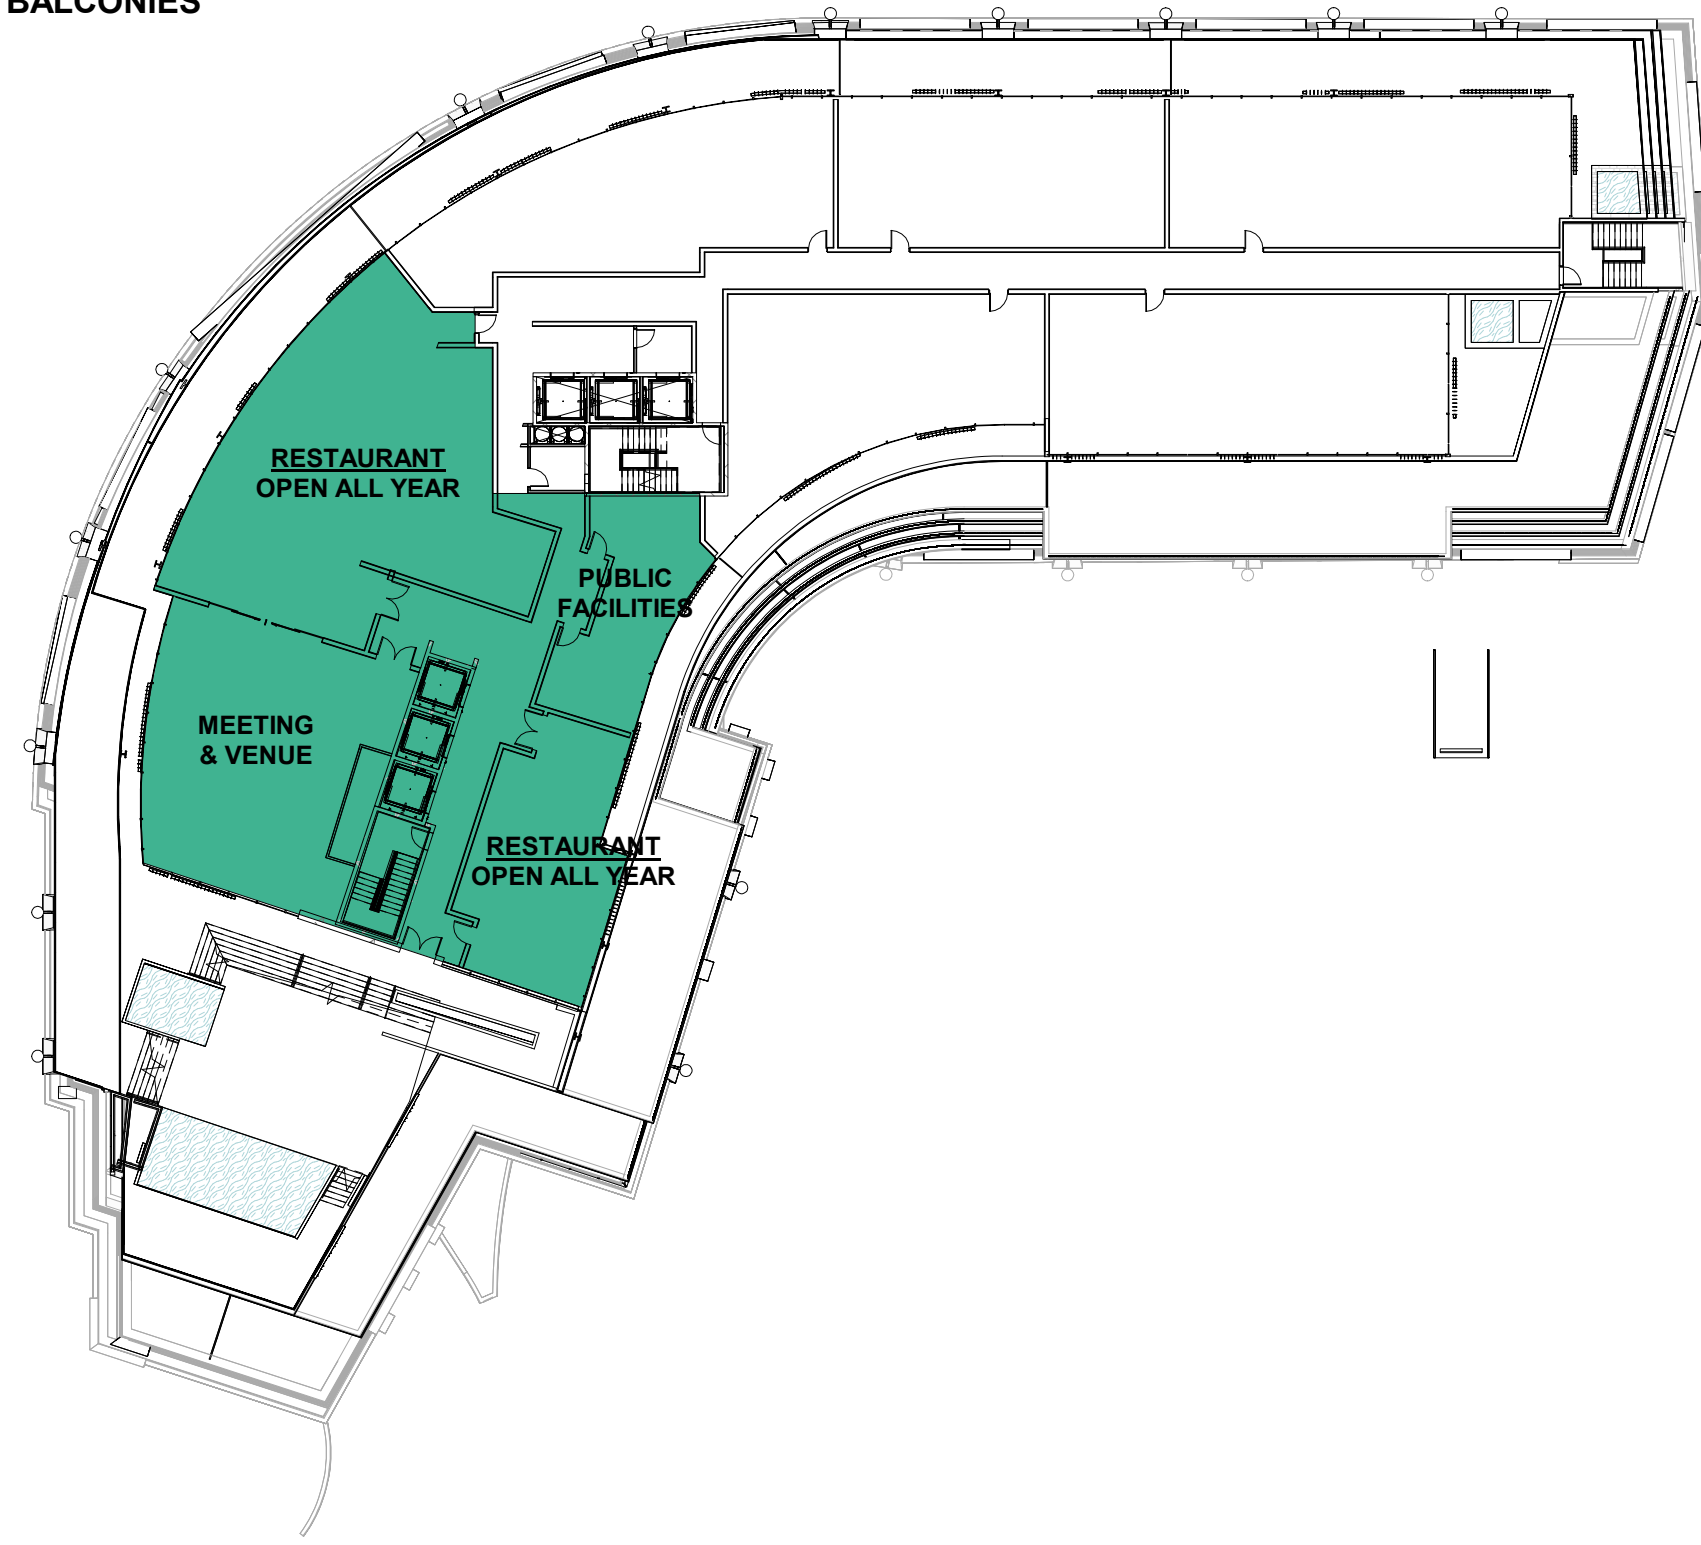 BALCONIES
RESTAURANT
OPEN ALL YEAR
PUBLIC
FACILITIES
MEETING
& VENUE
RESTAURANT
OPEN ALL YEAR